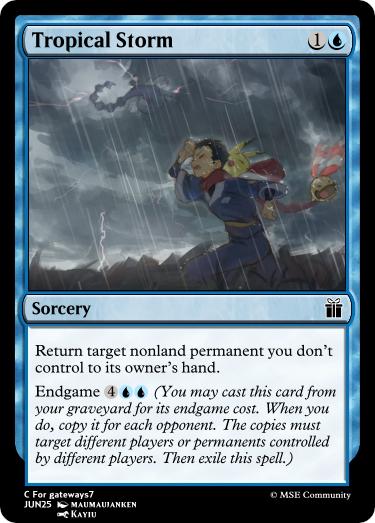 Tropical Storm 1
Sorcery
Return target nonland permanent you don't
control to its owner's hand.
Endgame 4 (You may cast this card from
your graveyard for its endgame cost. When you
do, copy it for each opponent. The copies must
target different players or permanents controlled
by different players. Then exile this spell.)
C For gateways7 © MSE Community
JUN25 MAUMAUJANKEN
KAYIU